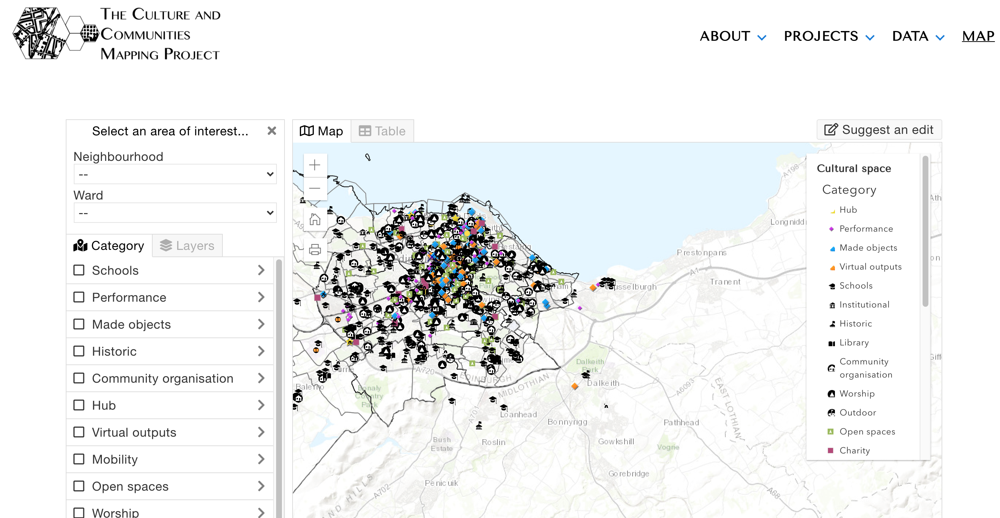 The Culture and
Communities
Mapping Project
ABOUT
PROJECTS
DATA
MAP
Select an area of interest...
Neighbourhood
--
Ward
--
Category
Layers
Schools
Performance
Made objects
Historic
Community organisation
Hub
Virtual outputs
Mobility
Open spaces
Worship
Map
Table
Suggest an edit
Cultural space
Category
Hub
Performance
Made objects
Virtual outputs
Schools
Institutional
Historic
Library
Community
organisation
Worship
Outdoor
Open spaces
Charity
A198
Longnidd
Prestonpans
A1
Tranent
Restalrig
Park
usselburgh
Dalkeith
Park
Dalkeith
A720
EDINBURGH
MIDLOTHIAN
A6093
EAST LOTHIAN
Balerno
Bonaly
Country
Park
A701
Loanhead
Bonnyrigg
Pathhead
Bush
Estate
Roslin
Gowkshill
Vogrie
Gorebridge
Penicuik
A702
AND HILLS
A68